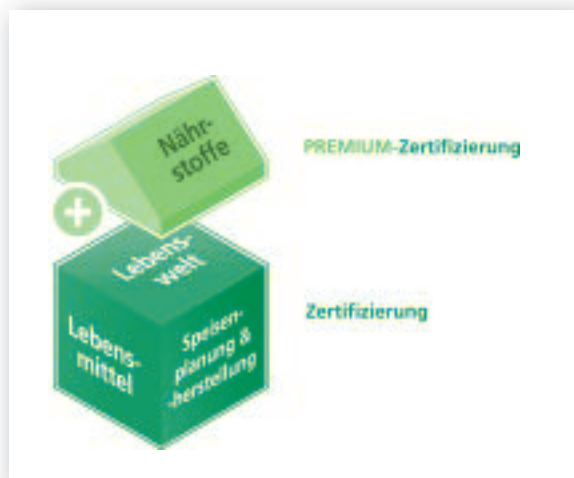 Nähr-
stoffe
PREMIUM-Zertifizierung
+
Lebens-
welt
Lebens-
mittel
Speisen-
planung &
-herstellung
Zertifizierung